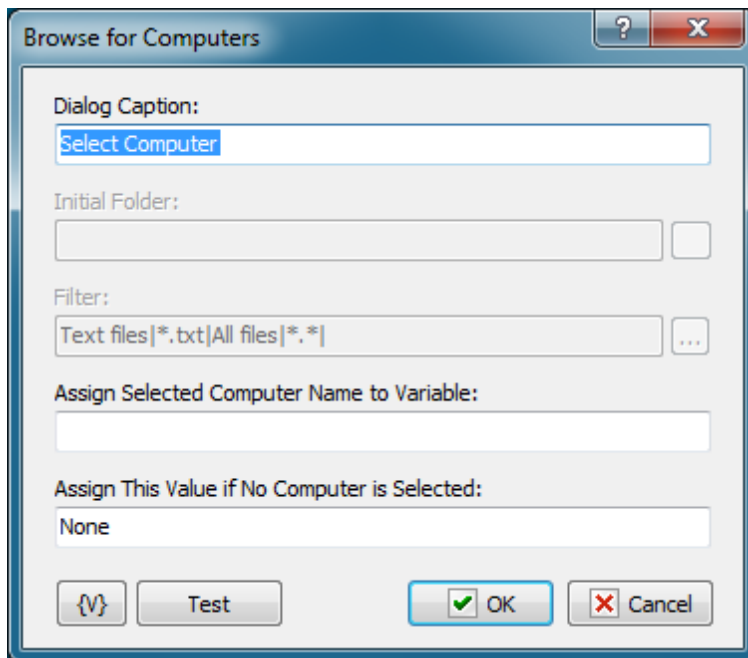 Browse for Computers
?
Dialog Caption:
Select Computer
Initial Folder:
Filter:
Text files|*.txt|All files|*.*|
...
Assign Selected Computer Name to Variable:
Assign This Value if No Computer is Selected:
None
{V} Test OK Cancel